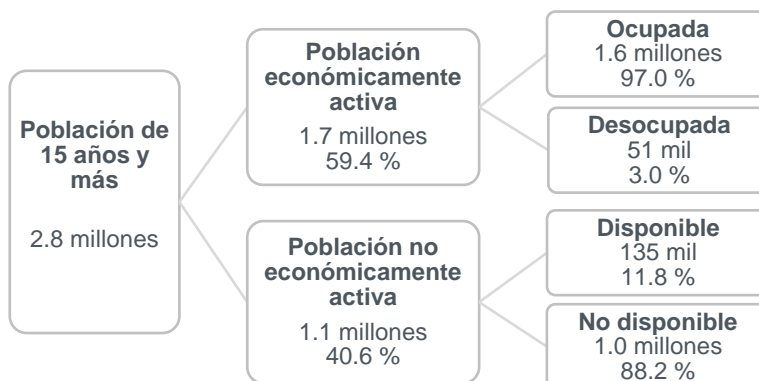 Población de
15 años y
más
2.8 millones
Población
económicamente
activa
1.7 millones
59.4 %
Población no
económicamente
activa
1.1 millones
40.6 %
Ocupada
1.6 millones
97.0 %
Desocupada
51 mil
3.0 %
Disponible
135 mil
11.8 %
No disponible
1.0 millones
88.2 %